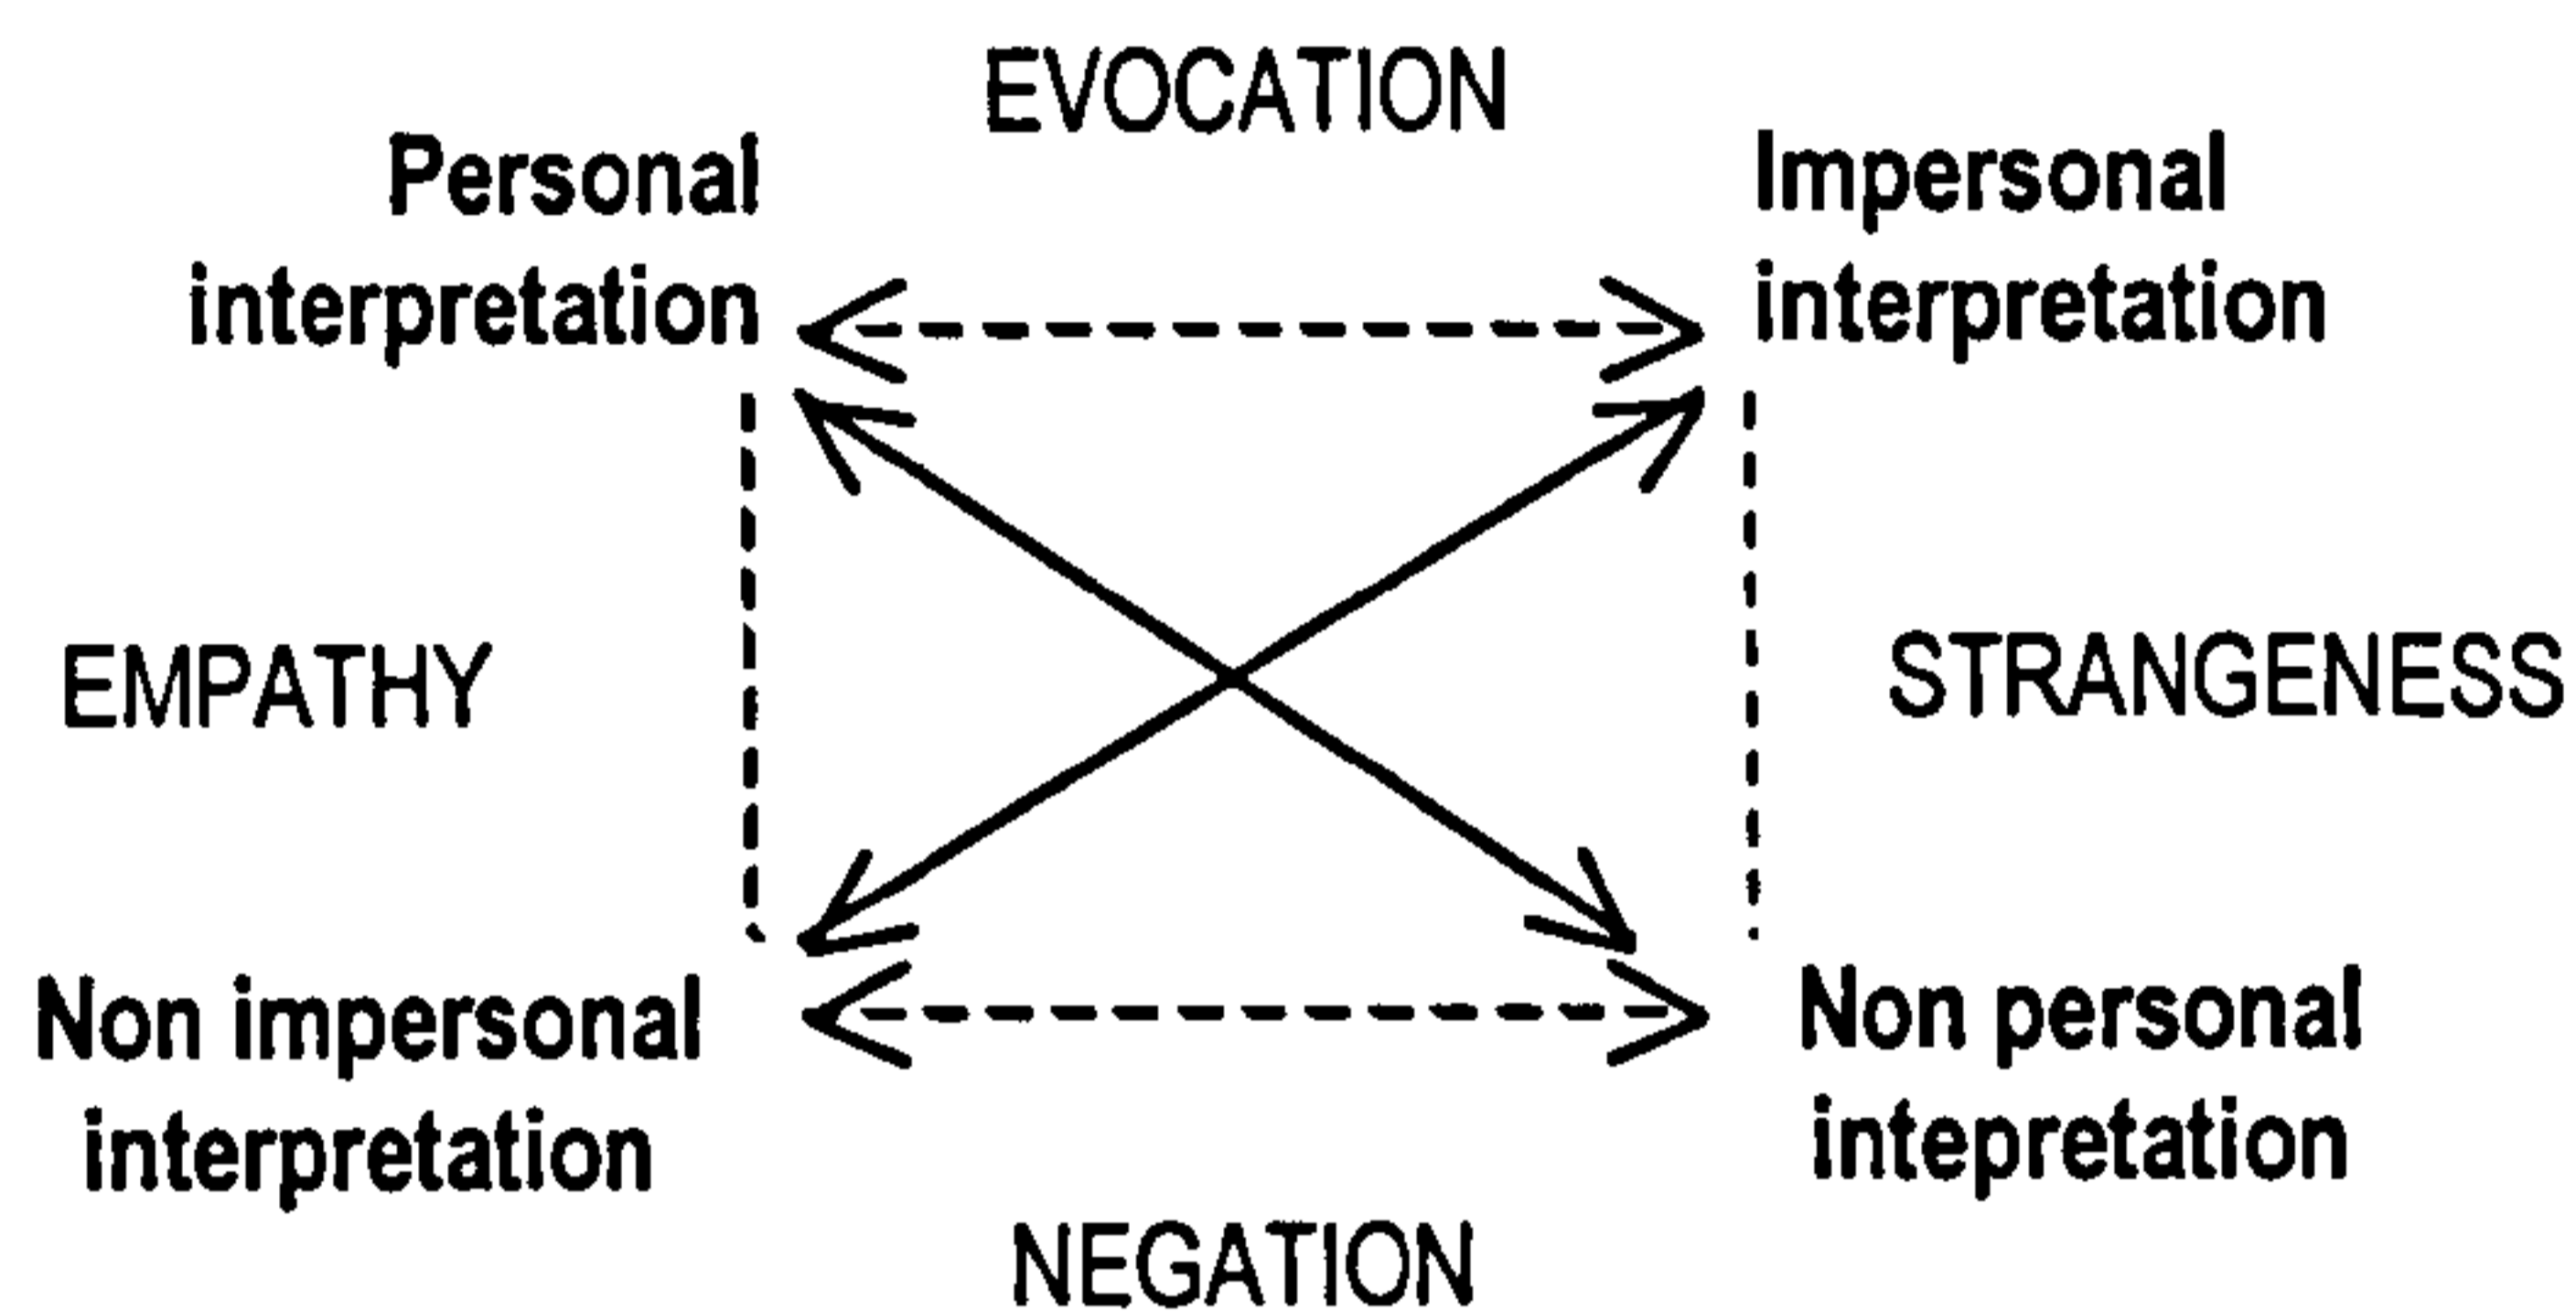 EVOCATION
Personal
interpretation
Impersonal
interpretation
EMPATHY
STRANGENESS
Non impersonal
interpretation
Non personal
intepretation
NEGATION